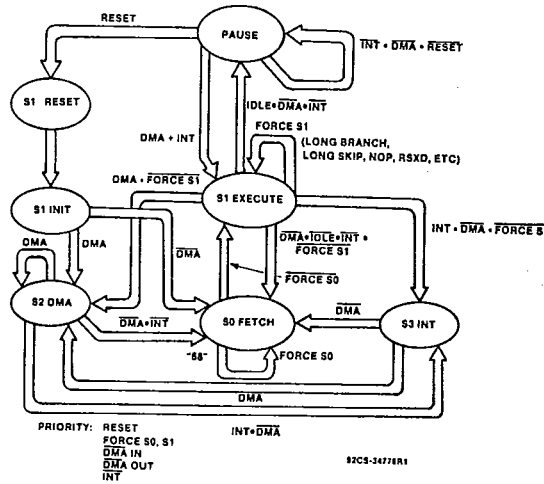 RESET
PAUSE
INT • DMA • RESET
S1 RESET
IDLE•DMA•INT
FORCE S1
(LONG BRANCH,
LONG SKIP, NOP, RSXD, ETC)
DMA + INT
DMA • FORCE S1
S1 EXECUTE
S1 INIT
INT • DMA • FORCE S
DMA
DMA
DMA
DMA•IDLE•INT•
FORCE S1
FORCE S0
S2 DMA
DMA•INT
S0 FETCH
DMA
S3 INT
"68"
FORCE S0
DMA
INT•DMA
PRIORITY: RESET
FORCE S0, S1
DMA IN
DMA OUT
INT
92CS-34778R1